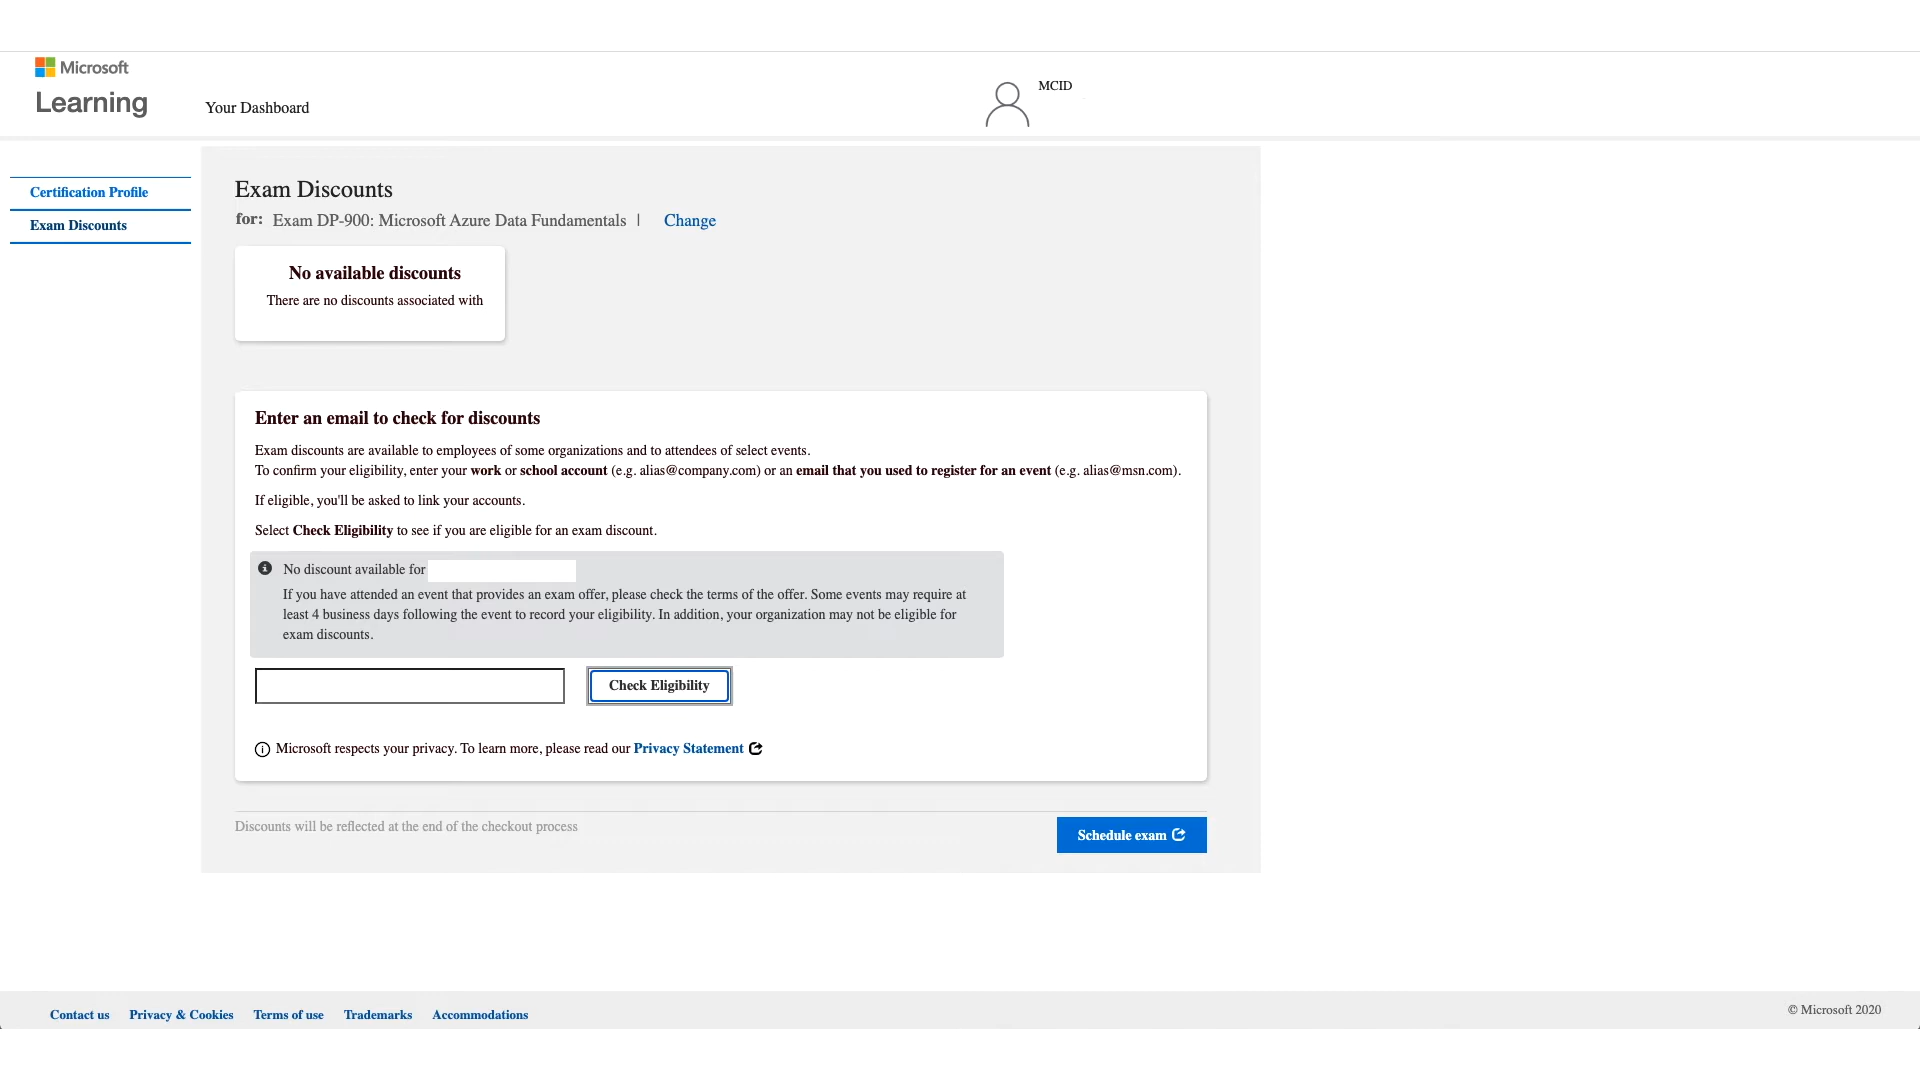 Microsoft
Learning
Your Dashboard
MCID
Certification Profile
Exam Discounts
Exam Discounts
for: Exam DP-900: Microsoft Azure Data Fundamentals | Change
No available discounts
There are no discounts associated with
Enter an email to check for discounts
Exam discounts are available to employees of some organizations and to attendees of select events.
To confirm your eligibility, enter your work or school account (e.g. alias@company.com) or an email that you used to register for an event (e.g. alias@msn.com).
If eligible, you'll be asked to link your accounts.
Select Check Eligibility to see if you are eligible for an exam discount.
No discount available for
If you have attended an event that provides an exam offer, please check the terms of the offer. Some events may require at
least 4 business days following the event to record your eligibility. In addition, your organization may not be eligible for
exam discounts.
Check Eligibility
Microsoft respects your privacy. To learn more, please read our Privacy Statement
Discounts will be reflected at the end of the checkout process
Schedule exam
Contact us Privacy & Cookies Terms of use Trademarks Accommodations
© Microsoft 2020